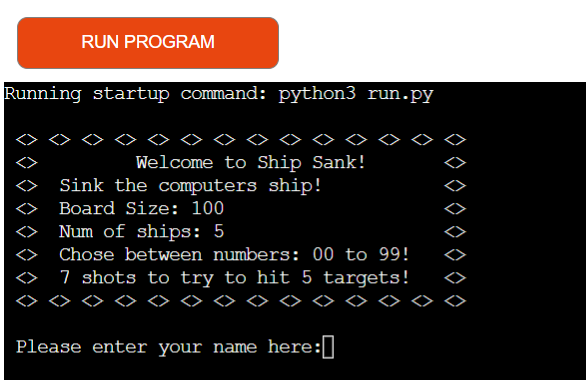 RUN PROGRAM
Running startup command: python3 run.py
<> <> <> <> <> <> <> <> <> <> <> <> <> <>
<> Welcome to Ship Sank! <>
<> Sink the computers ship! <>
<> Board Size: 100 <>
<> Num of ships: 5 <>
<> Chose between numbers: 00 to 99! <>
<> 7 shots to try to hit 5 targets! <>
<> <> <> <> <> <> <> <> <> <> <> <> <> <>
Please enter your name here: